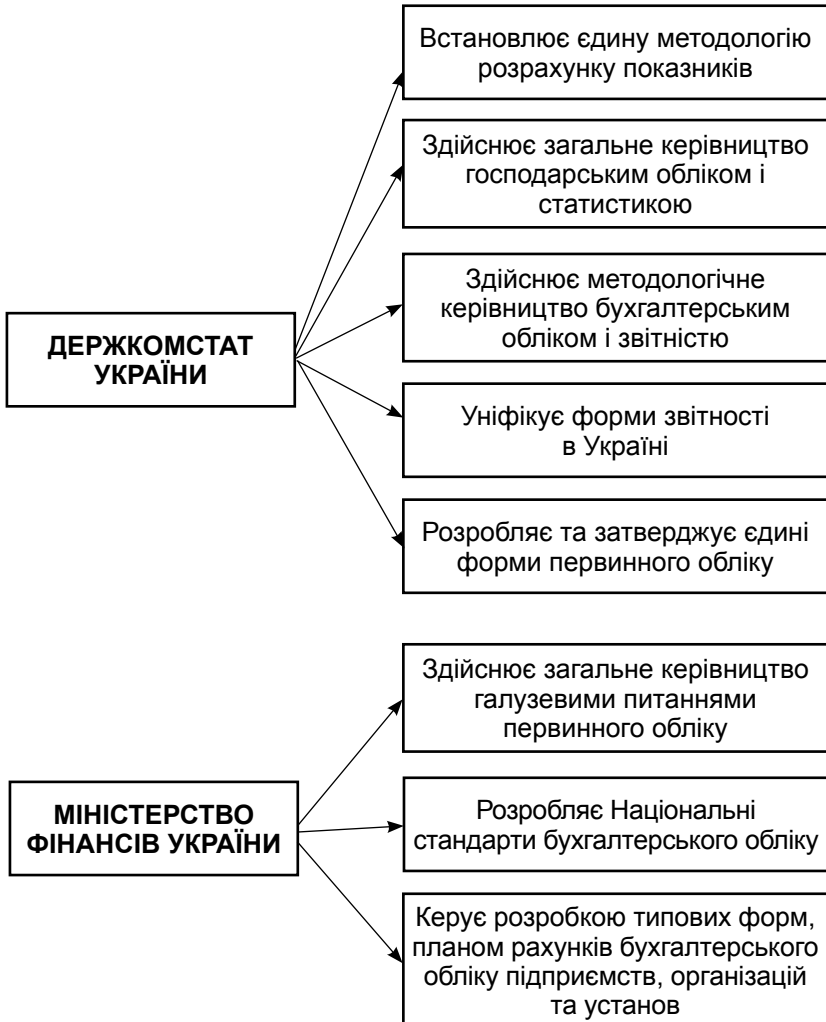 Встановлює єдину методологію
розрахунку показників
Здійснює загальне керівництво
господарським обліком і
статистикою
Здійснює методологічне
керівництво бухгалтерським
обліком і звітністю
ДЕРЖКОМСТАТ
УКРАЇНИ
Уніфікує форми звітності
в Україні
Розробляє та затверджує єдині
форми первинного обліку
Здійснює загальне керівництво
галузевими питаннями
первинного обліку
МІНІСТЕРСТВО
ФІНАНСІВ УКРАЇНИ
Розробляє Національні
стандарти бухгалтерського обліку
Керує розробкою типових форм,
планом рахунків бухгалтерського
обліку підприємств, організацій
та установ